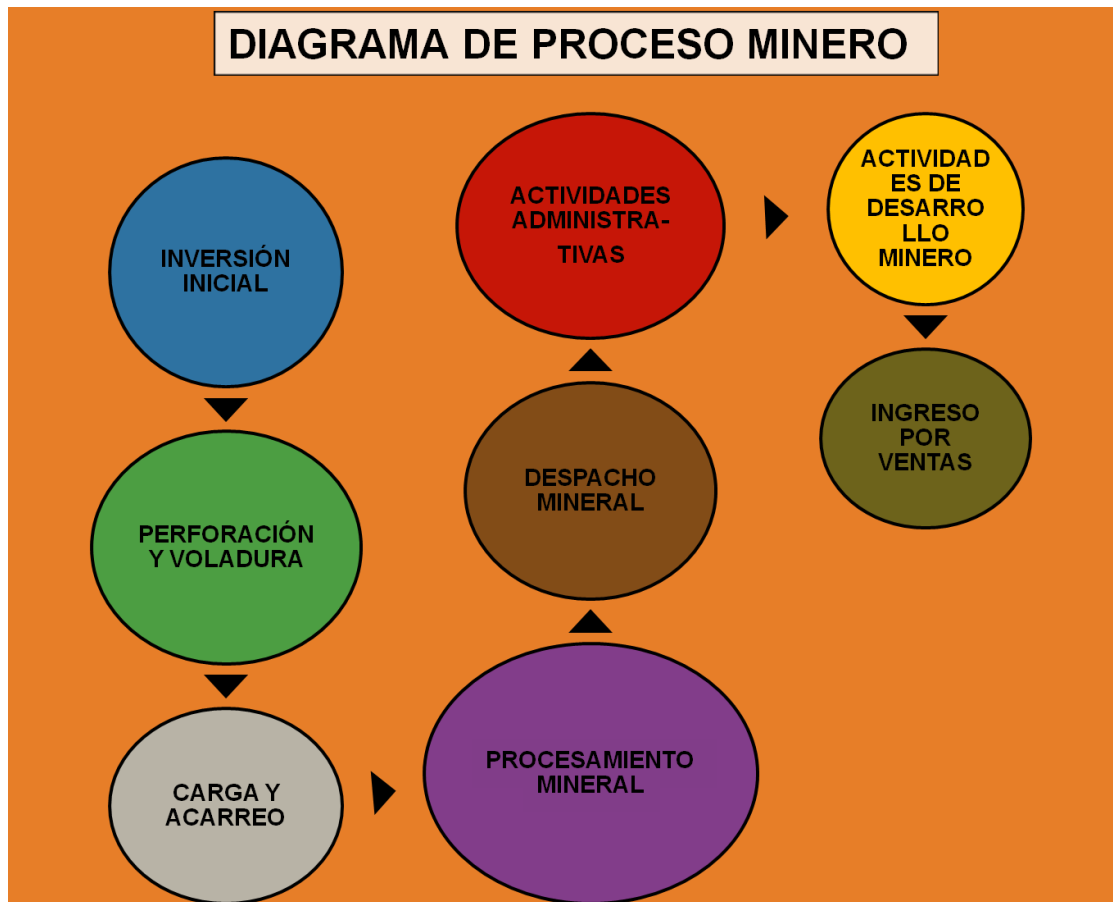 DIAGRAMA DE PROCESO MINERO
INVERSIÓN
INICIAL
PERFORACIÓN
Y VOLADURA
CARGA Y
ACARREO
PROCESAMIENTO
MINERAL
DESPACHO
MINERAL
ACTIVIDADES
ADMINISTRA-
TIVAS
ACTIVIDAD
ES DE
DESARRO
LLO
MINERO
INGRESO
POR
VENTAS